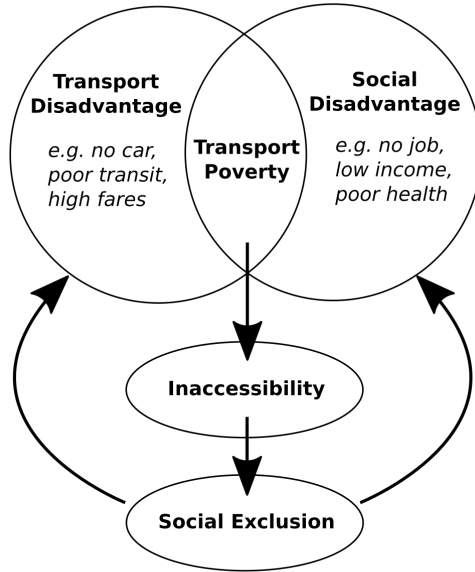 Transport
Disadvantage
e.g. no car,
poor transit,
high fares
Transport
Poverty
Social
Disadvantage
e.g. no job,
low income,
poor health
Inaccessibility
Social Exclusion